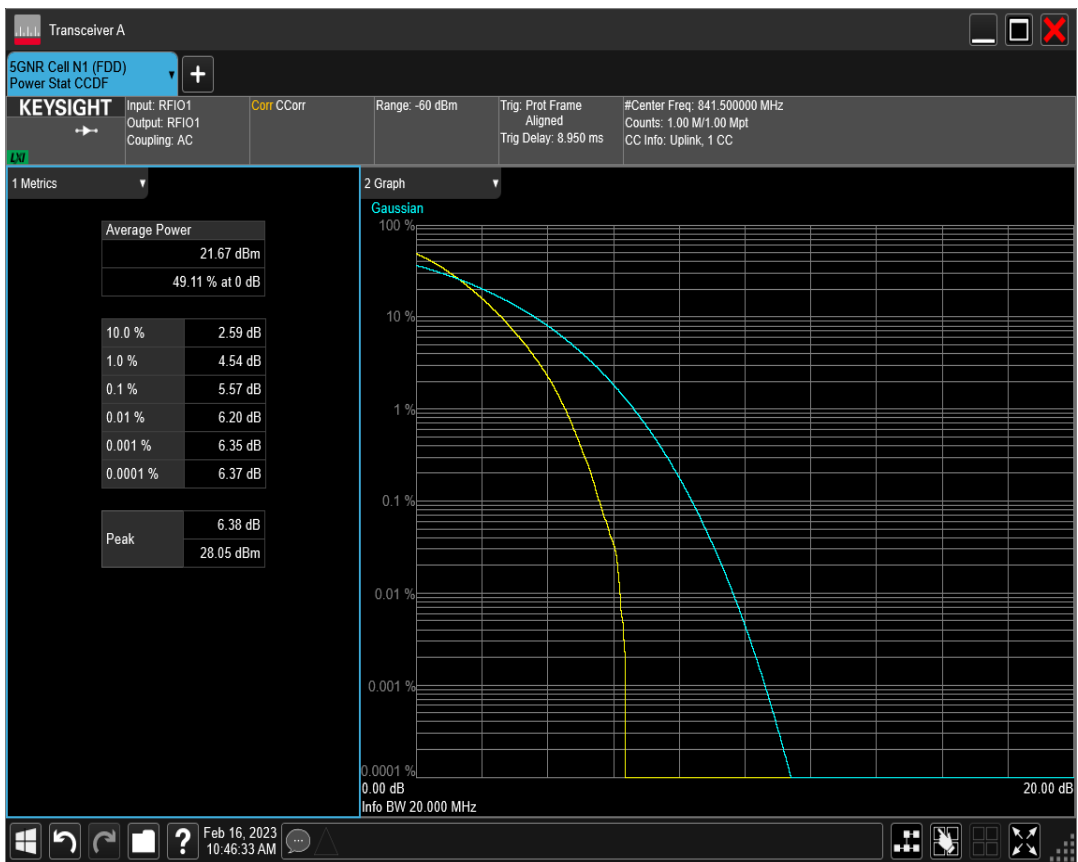 Transceiver A
5GNR Cell N1 (FDD)
Power Stat CCDF
+
KEYSIGHT
LXI
Input: RFIO1
Output: RFIO1
Coupling: AC
Corr CCorr
Range: -60 dBm
Trig: Prot Frame
Aligned
Trig Delay: 8.950 ms
#Center Freq: 841.500000 MHz
Counts: 1.00 M/1.00 Mpt
CC Info: Uplink, 1 CC
1 Metrics
Average Power
21.67 dBm
49.11 % at 0 dB
10.0 % 2.59 dB
1.0 % 4.54 dB
0.1 % 5.57 dB
0.01 % 6.20 dB
0.001 % 6.35 dB
0.0001 % 6.37 dB
Peak
6.38 dB
28.05 dBm
2 Graph
Gaussian
100 %
10 %
1 %
0.1 %
0.01 %
0.001 %
0.0001 %
0.00 dB 20.00 dB
Info BW 20.000 MHz
?
Feb 16, 2023
10:46:33 AM